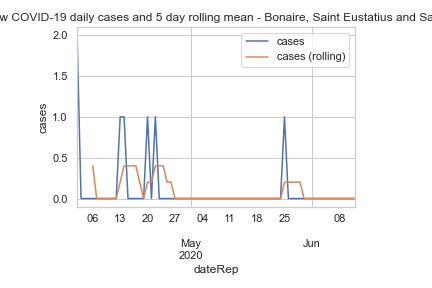 w COVID-19 daily cases and 5 day rolling mean - Bonaire, Saint Eustatius and Sa
cases
cases (rolling)
2.0
1.5
1.0
0.5
0.0
cases
06 13 20 27 04 11 18 25 08
May Jun
2020
dateRep